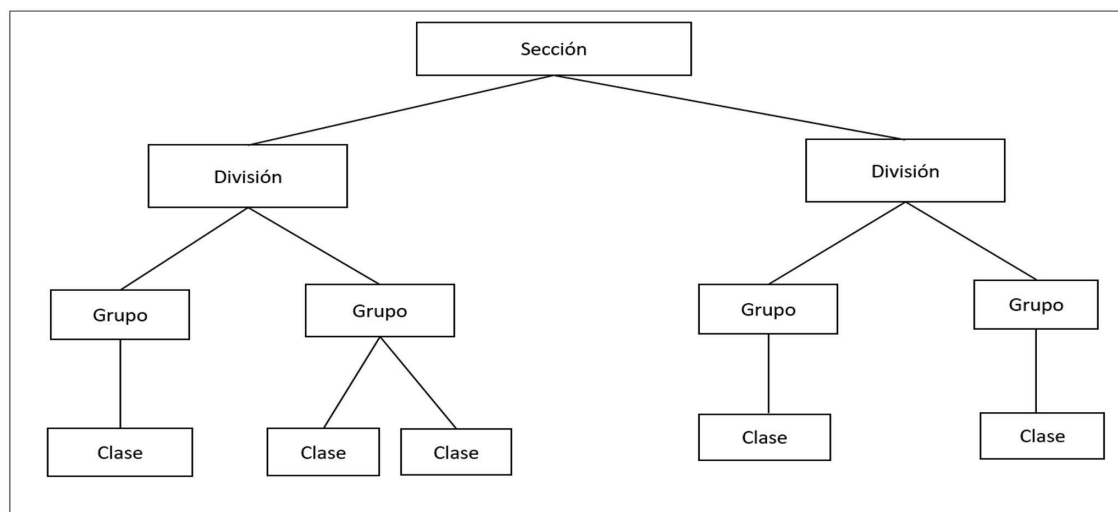 Sección
División
División
Grupo
Grupo
Grupo
Grupo
Clase
Clase
Clase
Clase
Clase